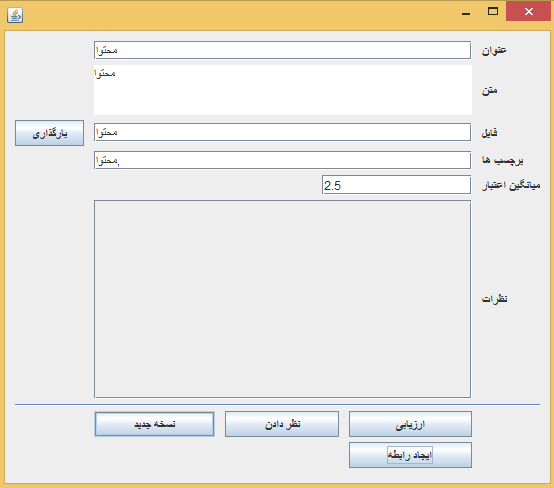 عنوان
محتوا
متن
محتوا
فایل
محتوا
بارگذاری
برچسب ها
محتوا,
میانگین اعتبار
2.5
نظرات
ارزیابی
نظر دادن
نسخه جدید
ایجاد رابطه